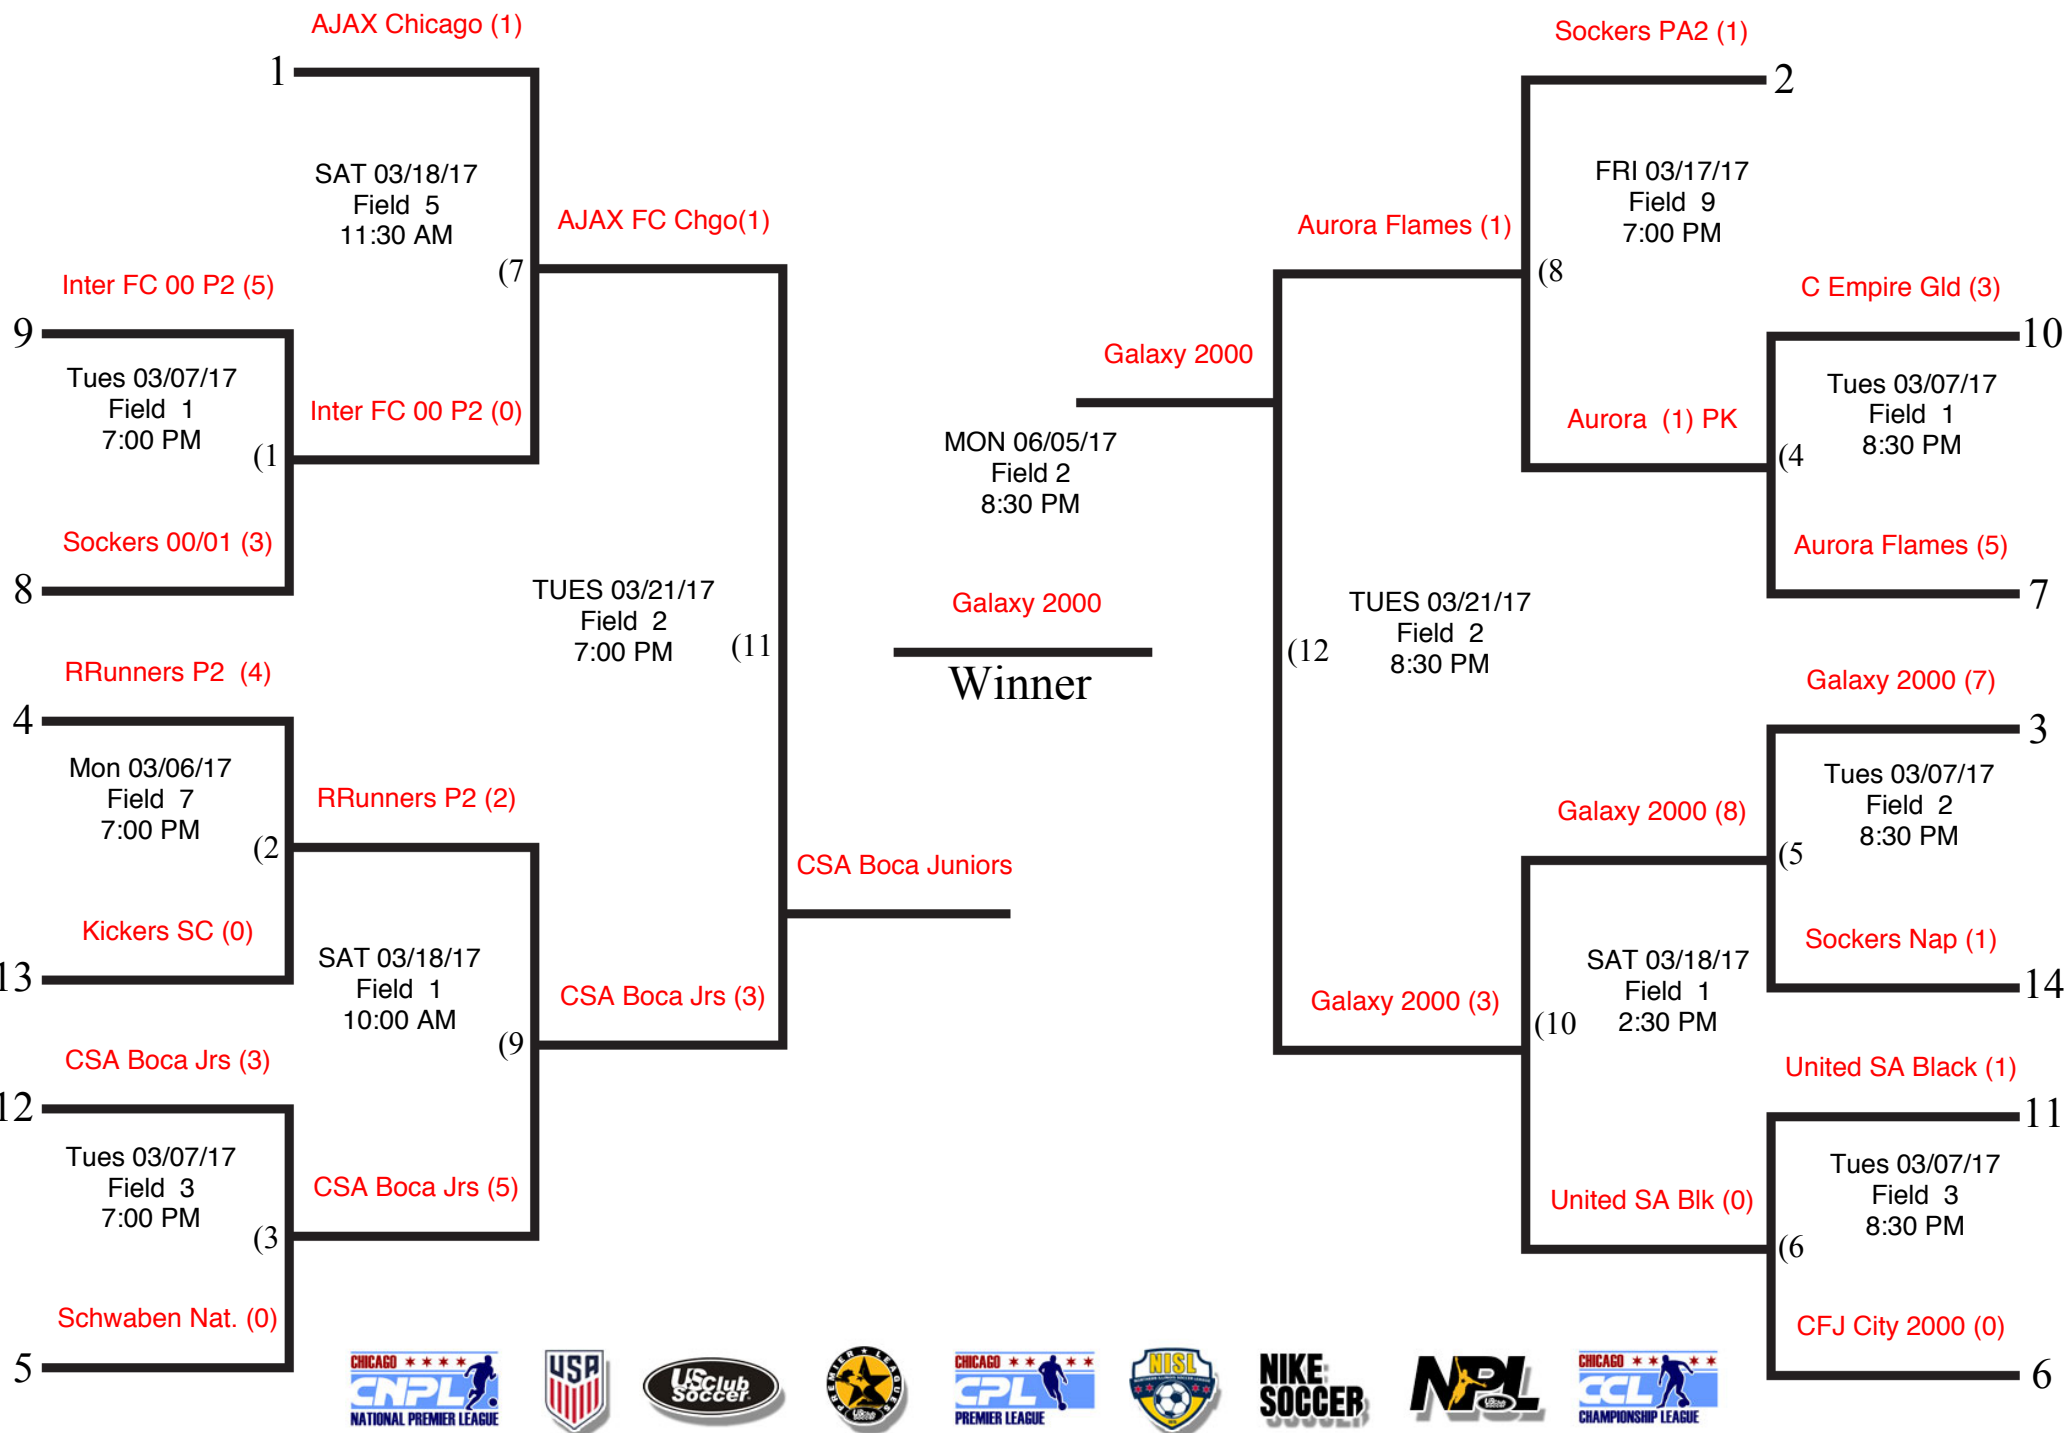 AJAX Chicago (1)
1
SAT 03/18/17
Field 5
11:30 AM
AJAX FC Chgo(1)
(7
Inter FC 00 P2 (5)
9
Tues 03/07/17
Field 1
7:00 PM
(1
Inter FC 00 P2 (0)
Sockers 00/01 (3)
8
TUES 03/21/17
Field 2
7:00 PM
(11
RRunners P2 (4)
4
Mon 03/06/17
Field 7
7:00 PM
(2
RRunners P2 (2)
Kickers SC (0)
13
SAT 03/18/17
Field 1
10:00 AM
(9
CSA Boca Jrs (3)
CSA Boca Juniors
CSA Boca Jrs (3)
12
Tues 03/07/17
Field 3
7:00 PM
(3
CSA Boca Jrs (5)
Schwaben Nat. (0)
5
Galaxy 2000
MON 06/05/17
Field 2
8:30 PM
Galaxy 2000
Winner
Sockers PA2 (1)
2
FRI 03/17/17
Field 9
7:00 PM
Aurora Flames (1)
(8
C Empire Gld (3)
10
Tues 03/07/17
Field 1
8:30 PM
Aurora (1) PK
(4
Aurora Flames (5)
7
TUES 03/21/17
Field 2
8:30 PM
(12
Galaxy 2000 (7)
3
Tues 03/07/17
Field 2
8:30 PM
Galaxy 2000 (8)
(5
Sockers Nap (1)
14
SAT 03/18/17
Field 1
2:30 PM
Galaxy 2000 (3)
(10
United SA Black (1)
11
Tues 03/07/17
Field 3
8:30 PM
United SA Blk (0)
(6
CFJ City 2000 (0)
6
CHICAGO
CNPL
NATIONAL PREMIER LEAGUE
USA
US Club
Soccer
PREMIER LEAGUES
CHICAGO
CPL
PREMIER LEAGUE
NISL
NIKE
SOCCER
NPL
CHICAGO
CCL
CHAMPIONSHIP LEAGUE